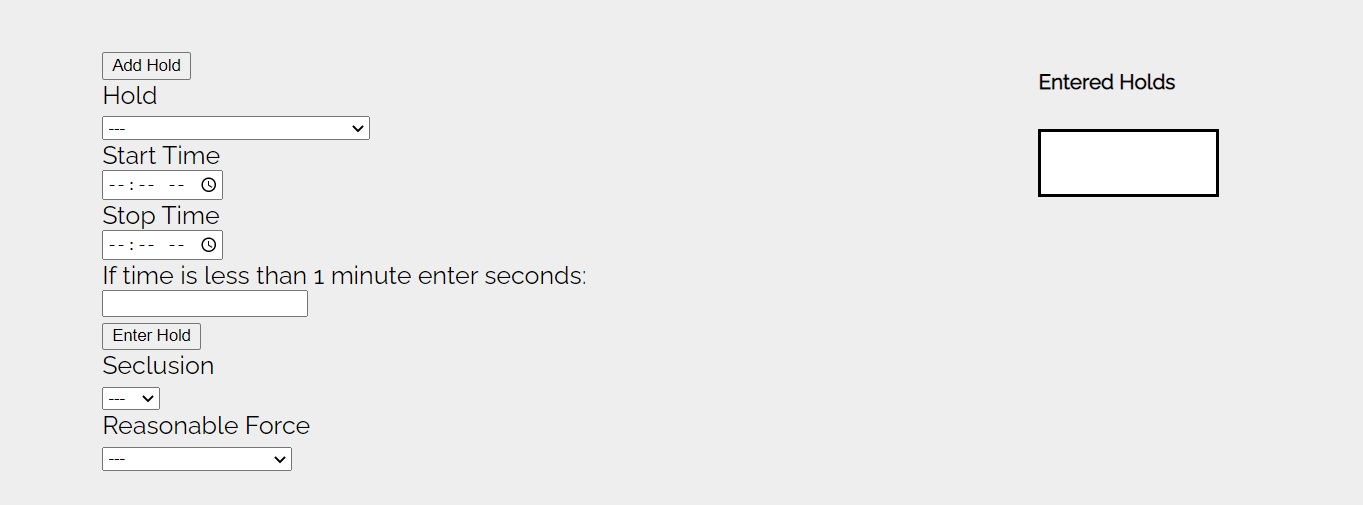 Add Hold
Hold
---
Start Time
--:-- --
Stop Time
--:-- --
If time is less than 1 minute enter seconds:
Enter Hold
Seclusion
---
Reasonable Force
---
Entered Holds